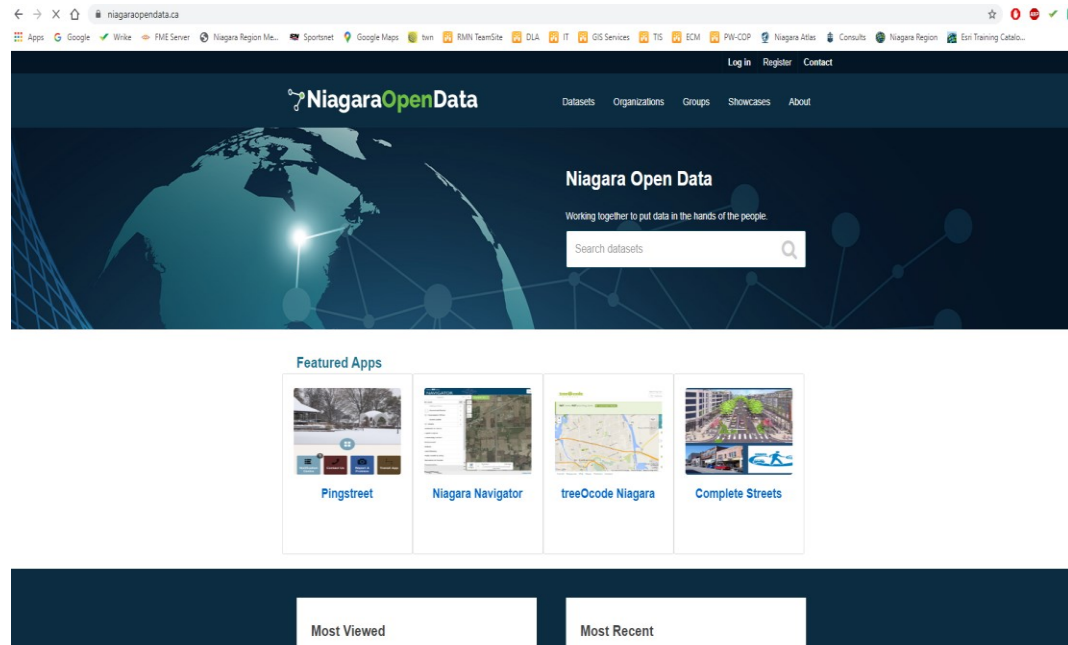 niagaraopendata.ca
Apps Google Wrike FME Server Niagara Region Me... Sportsnet Google Maps twn RMN TeamSite DLA IT GIS Services TIS ECM PW-COP Niagara Atlas Consults Niagara Region Esri Training Catalo...
Log in Register Contact
NiagaraOpenData Datasets Organizations Groups Showcases About
Niagara Open Data
Working together to put data in the hands of the people.
Search datasets
Featured Apps
Pingstreet Niagara Navigator treeOcode Niagara Complete Streets
Most Viewed Most Recent